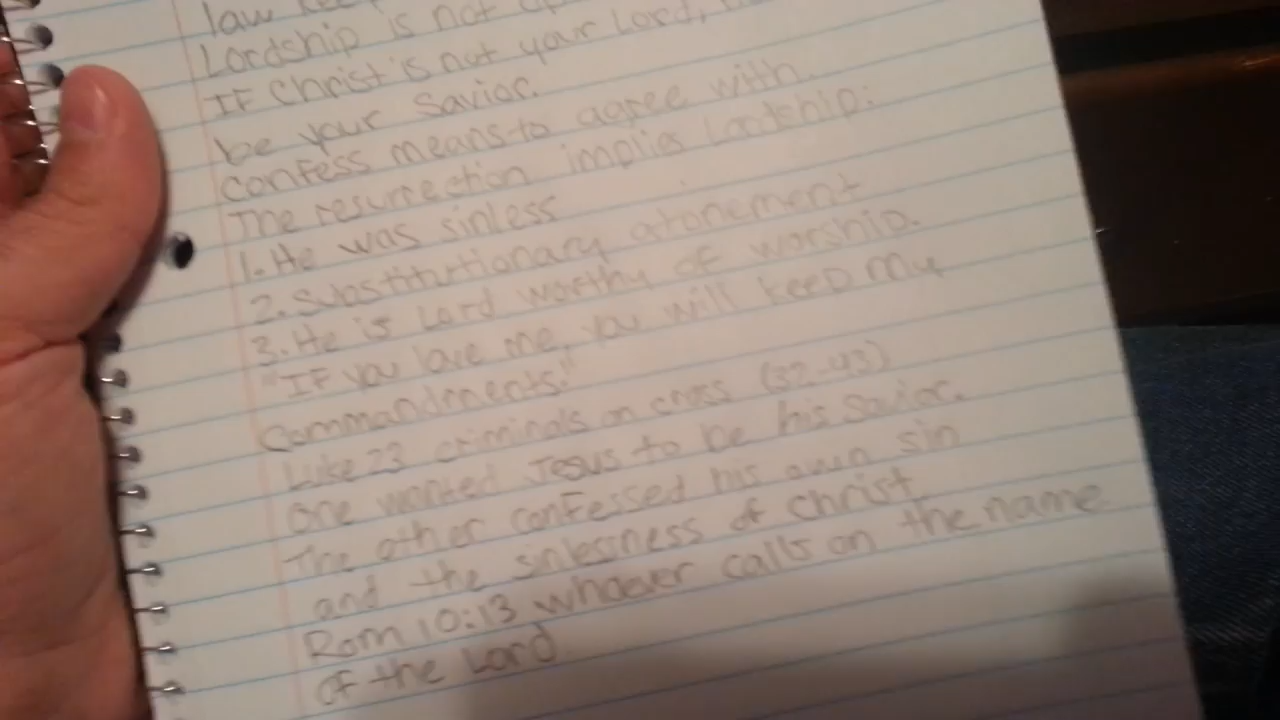 law
Lordship is not
IF Christ is not your Lord,
be your Savior.
confess means to agree with
The resurrection implies Lordship:
1. He was sinless
2. Substitutionary atonement
3. He is Lord worthy of worship.
"IF you love me, you will keep my
Commandments."
Luke 23 criminals on cross (32-43)
One wanted Jesus to be his Savior.
The other confessed his own sin
and the sinlessness of Christ
Rom 10:13 whoever calls on the name
of the Lord